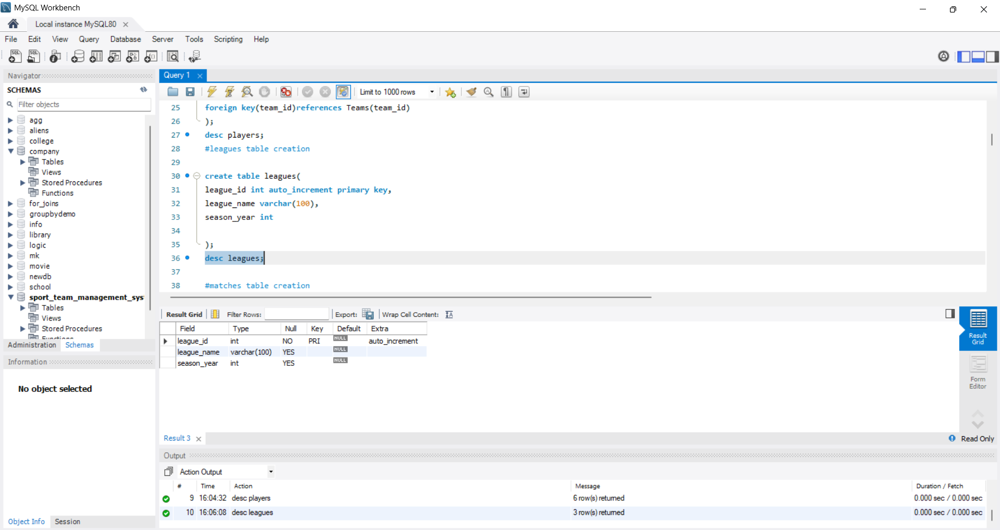 MySQL Workbench
Local instance MySQL80
File Edit View Query Database Server Tools Scripting Help
Navigator
SCHEMAS
Filter objects
agg
aliens
college
company
Tables
Views
Stored Procedures
Functions
for_joins
groupbydemo
info
library
logic
mk
movie
newdb
school
sport_team_management_sys
Tables
Views
Stored Procedures
Functions
Administration Schemas
Information
No object selected
Object Info Session
Query 1
Limit to 1000 rows
25 foreign key(team_id)references Teams(team_id)
26 );
27 desc players;
28 #leagues table creation
29
30 create table leagues(
31 league_id int auto_increment primary key,
32 league_name varchar(100),
33 season_year int
34
35 );
36 desc leagues;
37
38 #matches table creation
Result Grid Filter Rows: Export: Wrap Cell Content:
Field Type Null Key Default Extra
league_id int NO PRI NULL auto_increment
league_name varchar(100) YES NULL
season_year int YES NULL
Result Grid
Form Editor
Result 3
Read Only
Output
Action Output
# Time Action Message Duration / Fetch
9 16:04:32 desc players 6 row(s) returned 0.000 sec / 0.000 sec
10 16:06:08 desc leagues 3 row(s) returned 0.000 sec / 0.000 sec